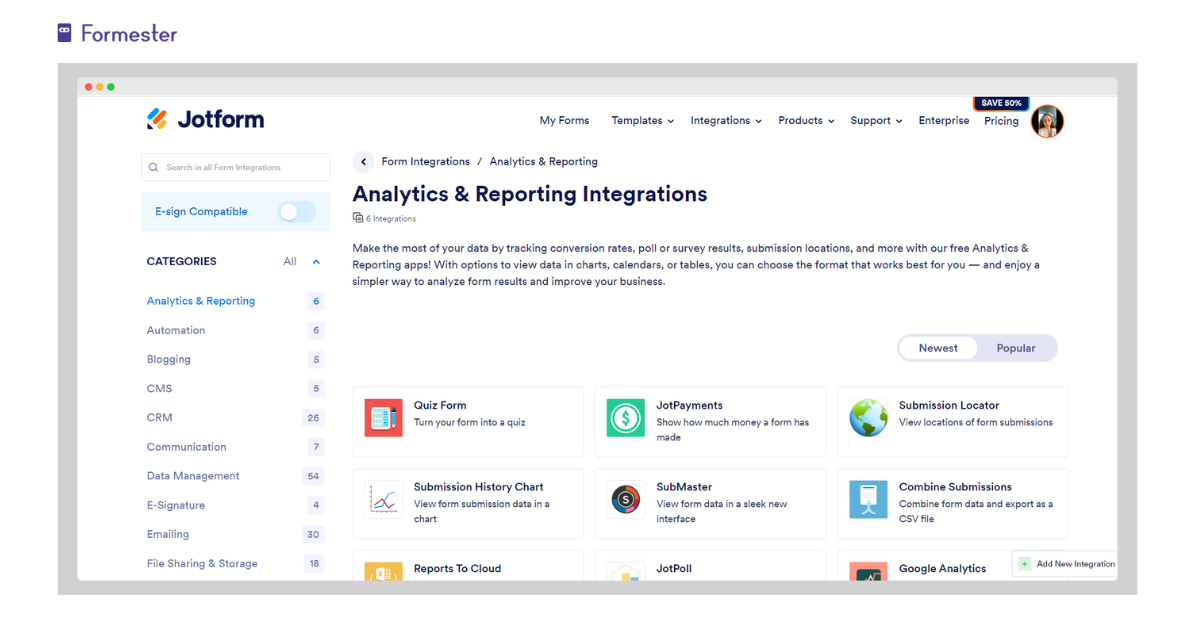 Formester
Jotform
My Forms
Templates
Integrations
Products
Support
Enterprise
SAVE 50%
Pricing
Search in all Form Integrations
E-sign Compatible
CATEGORIES
All
Analytics & Reporting 6
Automation 6
Blogging 5
CMS 5
CRM 26
Communication 7
Data Management 54
E-Signature 4
Emailing 30
File Sharing & Storage 18
Form Integrations / Analytics & Reporting
Analytics & Reporting Integrations
6 Integrations
Make the most of your data by tracking conversion rates, poll or survey results, submission locations, and more with our free Analytics &
Reporting apps! With options to view data in charts, calendars, or tables, you can choose the format that works best for you — and enjoy a
simpler way to analyze form results and improve your business.
Newest
Popular
Quiz Form
Turn your form into a quiz
JotPayments
Show how much money a form has
made
Submission Locator
View locations of form submissions
Submission History Chart
View form submission data in a
chart
SubMaster
View form data in a sleek new
interface
Combine Submissions
Combine form data and export as a
CSV file
Reports To Cloud
JotPoll
Google Analytics
Add New Integration